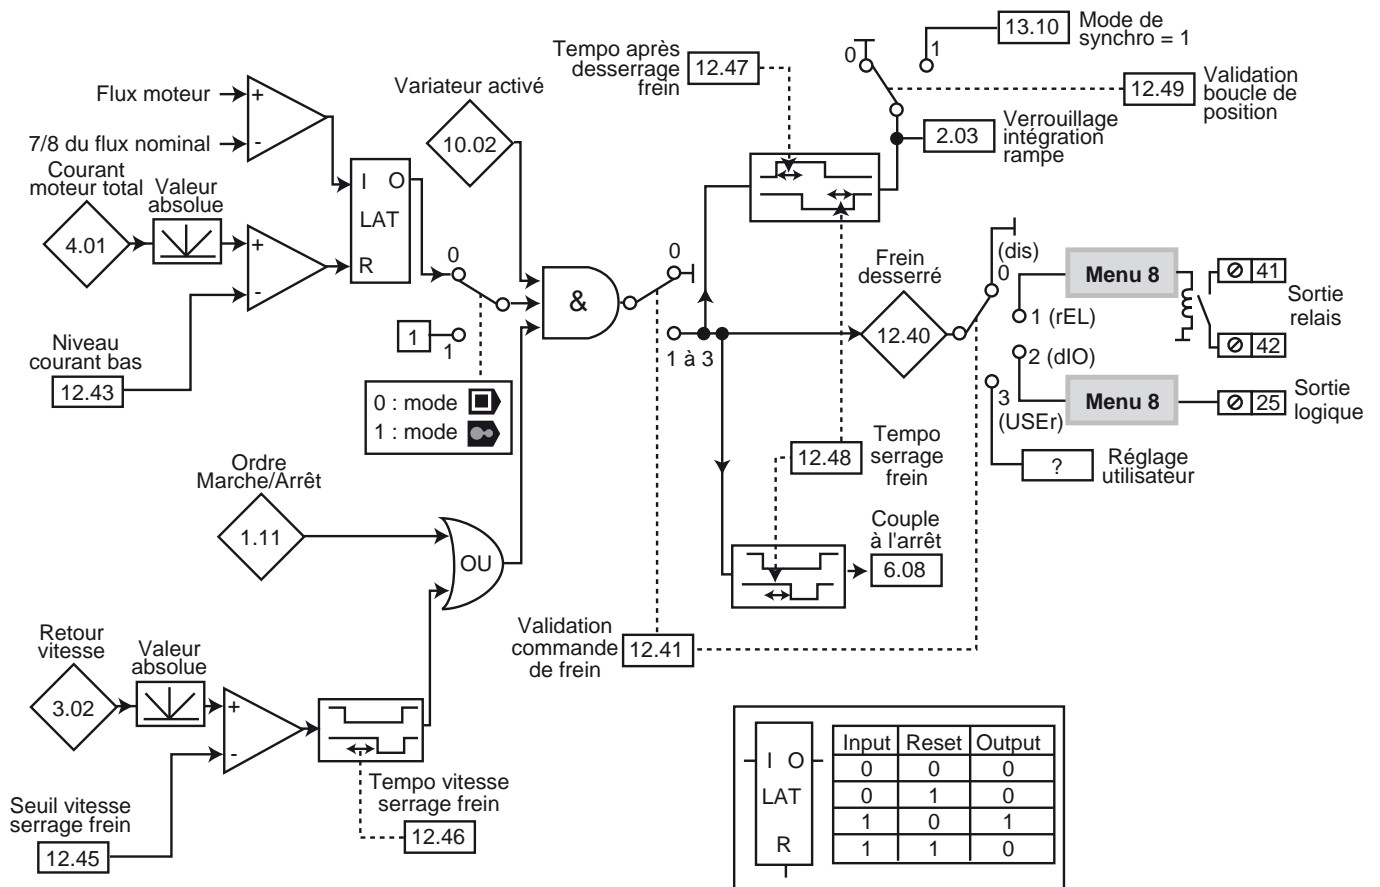 Tempo après
desserrage
frein
12.47
0
1
13.10
Mode de
synchro = 1
Validation
boucle de
position
12.49
Verrouillage
intégration
rampe
2.03
Flux moteur
+
-
7/8 du flux nominal
Variateur activé
10.02
Courant
moteur total
4.01
Valeur
absolue
+
-
I O
LAT
R
0
1
1
Niveau
courant bas
12.43
0 : mode
1 : mode
&
0
1 à 3
Frein
desserré
12.40
(dis)
0
1 (rEL)
2 (dIO)
3
(USEr)
Menu 8
41
Sortie
relais
42
Menu 8
25
Sortie
logique
?
Réglage
utilisateur
12.48
Tempo
serrage
frein
Couple
à l'arrêt
6.08
Ordre
Marche/Arrêt
1.11
OU
Validation
commande
de frein
12.41
Retour
vitesse
3.02
Valeur
absolue
+
-
Seuil vitesse
serrage frein
12.45
Tempo vitesse
serrage frein
12.46
I O
LAT
R
Input Reset Output
0 0 0
0 1 0
1 0 1
1 1 0